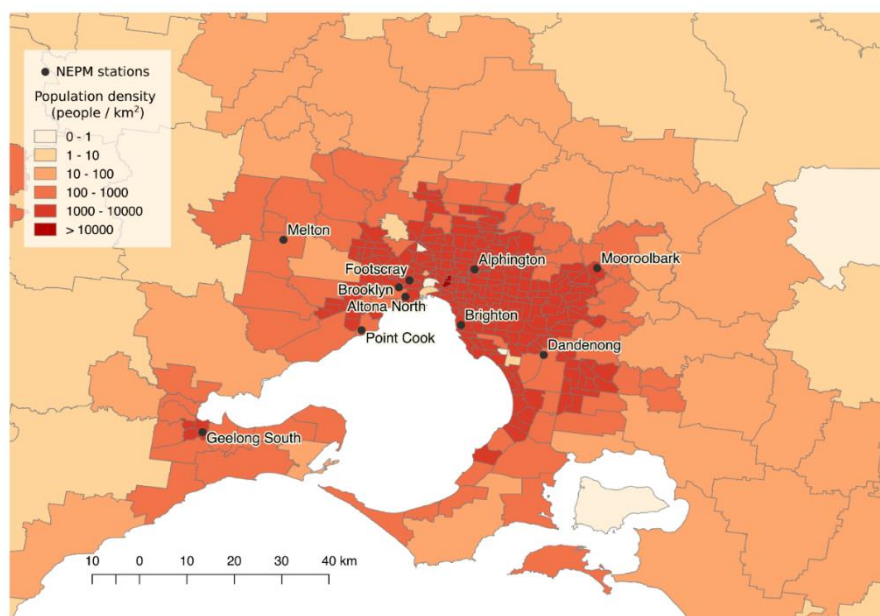 NEPM stations
Population density
(people / km²)
0 - 1
1 - 10
10 - 100
100 - 1000
1000 - 10000
> 10000
Melton
Footscray
Alphington
Mooroolbark
Brooklyn
Altona North
Brighton
Point Cook
Dandenong
Geelong South
10 0 10 20 30 40 km